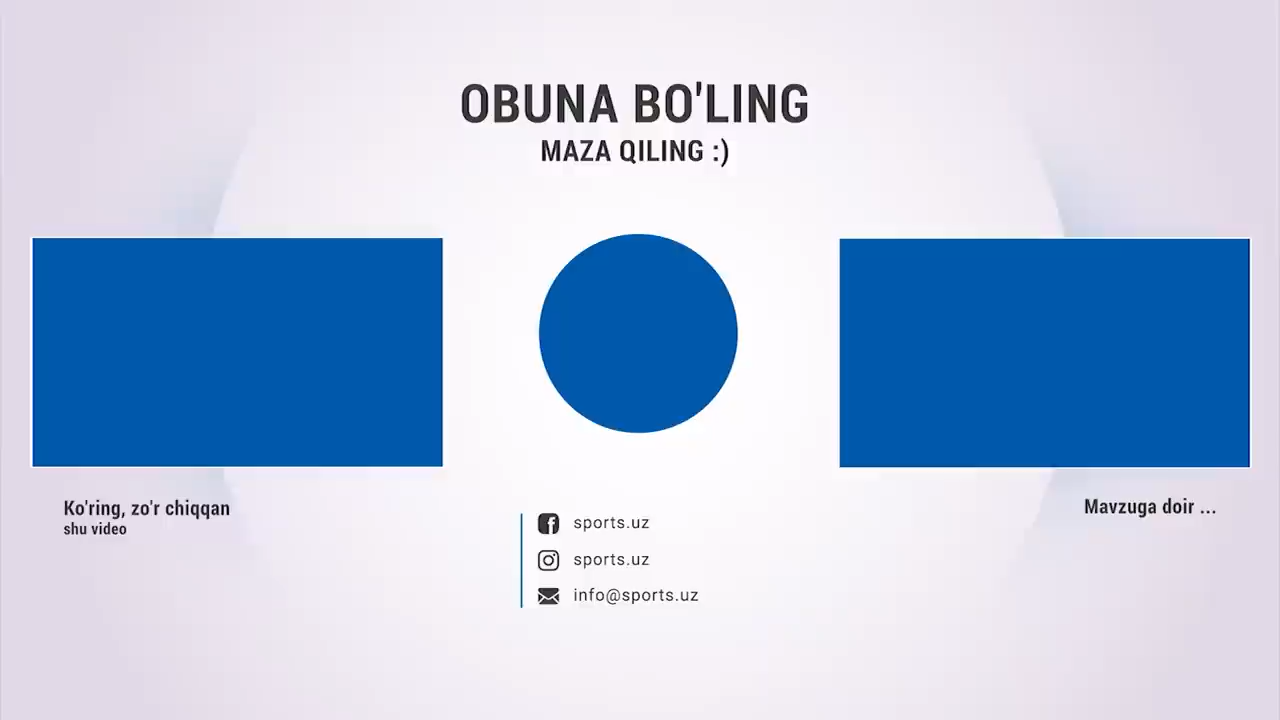 OBUNA BO'LING
MAZA QILING :)
Ko'ring, zo'r chiqqan
shu video
Mavzuga doir ...
sports.uz
sports.uz
info@sports.uz